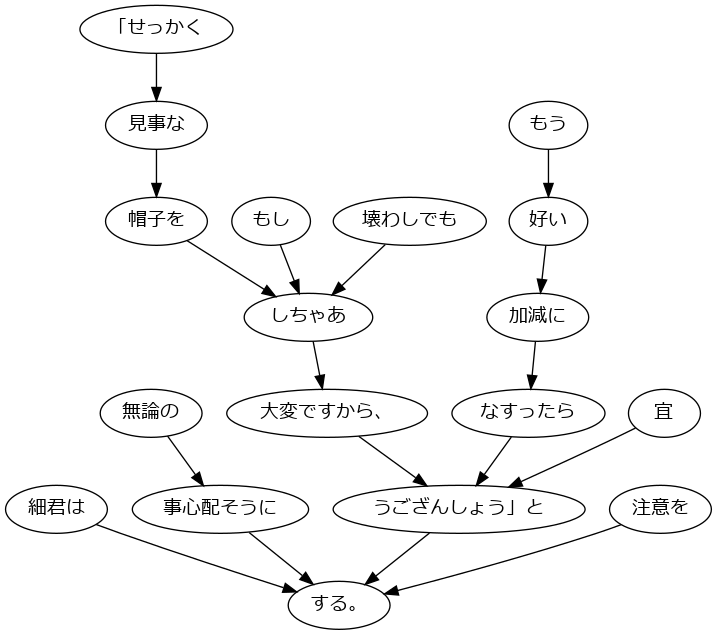 「せっかく
見事な
もう
帽子を
もし
壊わしでも
好い
しちゃあ
加減に
無論の
大変ですから、
なすったら
宜
細君は
事心配そうに
うござんしょう」と
注意を
する。